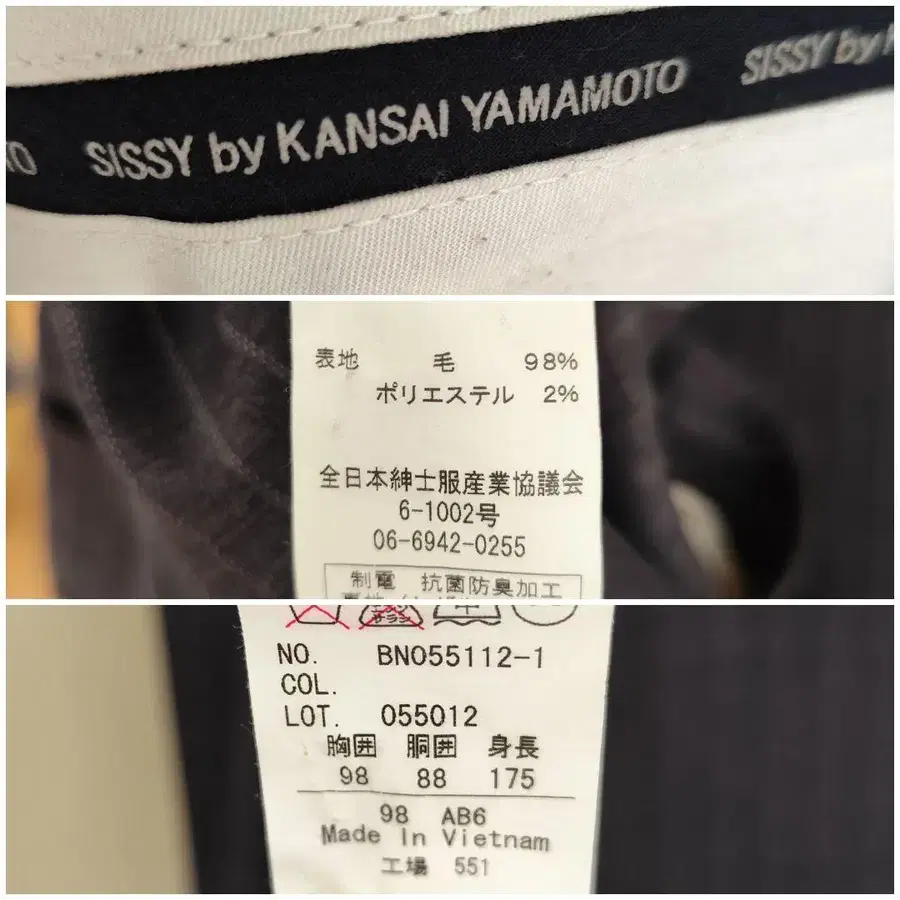 TO SISSY by KANSAI YAMAMOTO SISSY by K
表地 毛 98%
ポリエステル 2%
全日本紳士服産業協議会
6-1002号
06-6942-0255
制電 抗菌防臭加工
NO. BN055112-1
COL.
LOT. 055012
胸囲 胴囲 身長
98 88 175
98 AB6
Made In Vietnam
工場 551